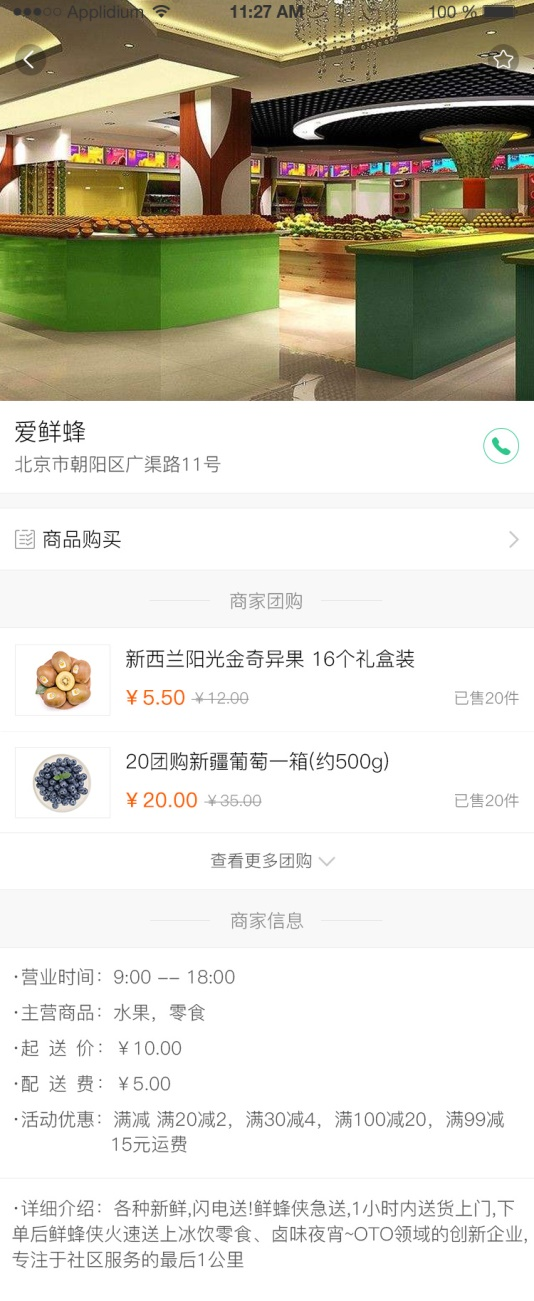 Applidium 11:27 AM 100 %
爱鲜蜂
北京市朝阳区广渠路11号
商品购买
商家团购
新西兰阳光金奇异果 16个礼盒装
￥5.50 ￥12.00 已售20件
20团购新疆葡萄一箱(约500g)
￥20.00 ￥35.00 已售20件
查看更多团购
商家信息
·营业时间：9:00 -- 18:00
·主营商品：水果，零食
·起 送 价：￥10.00
·配 送 费：￥5.00
·活动优惠：满减 满20减2，满30减4，满100减20，满99减
15元运费
·详细介绍：各种新鲜,闪电送!鲜蜂侠急送,1小时内送货上门,下
单后鲜蜂侠火速送上冰饮零食、卤味夜宵~OTO领域的创新企业,
专注于社区服务的最后1公里